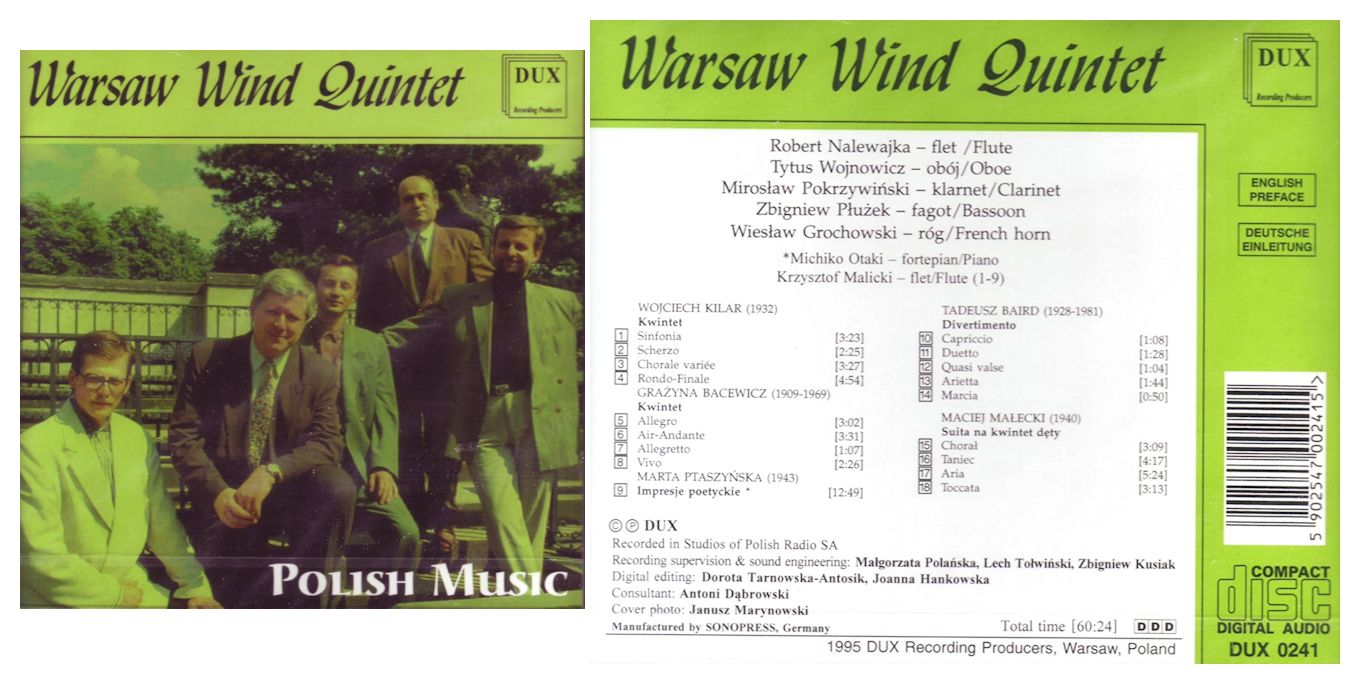 Warsaw Wind Quintet
DUX
Recording Producers
POLISH MUSIC
Warsaw Wind Quintet
DUX
Recording Producers
Robert Nalewajka – flet /Flute
Tytus Wojnowicz – obój/Oboe
Mirosław Pokrzywiński – klarnet/Clarinet
Zbigniew Płużek – fagot/Bassoon
Wiesław Grochowski – róg/French horn
*Michiko Otaki – fortepian/Piano
Krzysztof Malicki – flet/Flute (1-9)
ENGLISH
PREFACE
DEUTSCHE
EINLEITUNG
WOJCIECH KILAR (1932)
Kwintet
1 Sinfonia [3:23]
2 Scherzo [2:25]
3 Chorale variée [3:27]
4 Rondo-Finale [4:54]
GRAŻYNA BACEWICZ (1909-1969)
Kwintet
5 Allegro [3:02]
6 Air-Andante [3:31]
7 Allegretto [1:07]
8 Vivo [2:26]
MARTA PTASZYŃSKA (1943)
9 Impresje poetyckie * [12:49]
TADEUSZ BAIRD (1928-1981)
Divertimento
10 Capriccio [1:08]
11 Duetto [1:28]
12 Quasi valse [1:04]
13 Arietta [1:44]
14 Marcia [0:50]
MACIEJ MAŁECKI (1940)
Suita na kwintet dęty
15 Chorał [3:09]
16 Taniec [4:17]
17 Aria [5:24]
18 Toccata [3:13]
© ℗ DUX
Recorded in Studios of Polish Radio SA
Recording supervision & sound engineering: Małgorzata Polańska, Lech Tołwiński, Zbigniew Kusiak
Digital editing: Dorota Tarnowska-Antosik, Joanna Hankowska
Consultant: Antoni Dąbrowski
Cover photo: Janusz Marynowski
Manufactured by SONOPRESS, Germany
Total time [60:24] DDD
1995 DUX Recording Producers, Warsaw, Poland
5 902547 002415 >
COMPACT
disc
DIGITAL AUDIO
DUX 0241